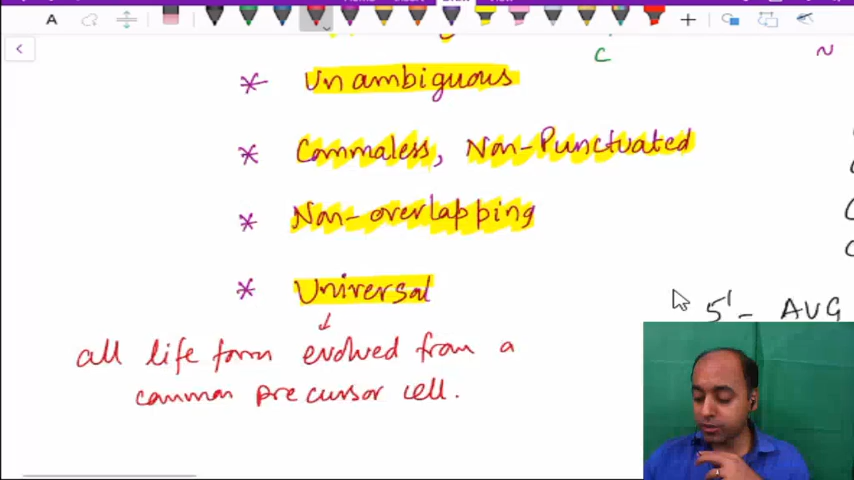 C
N
* Unambiguous
* Commaless, Non-Punctuated
* Non-overlapping
* Universal
↓
5' - AUG
all life form evolved from a
common precursor cell.